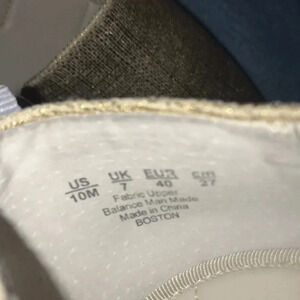 US UK EUR cm
10M 7 40 27
Fabric Upper
Balance Man Made
Made in China
BOSTON